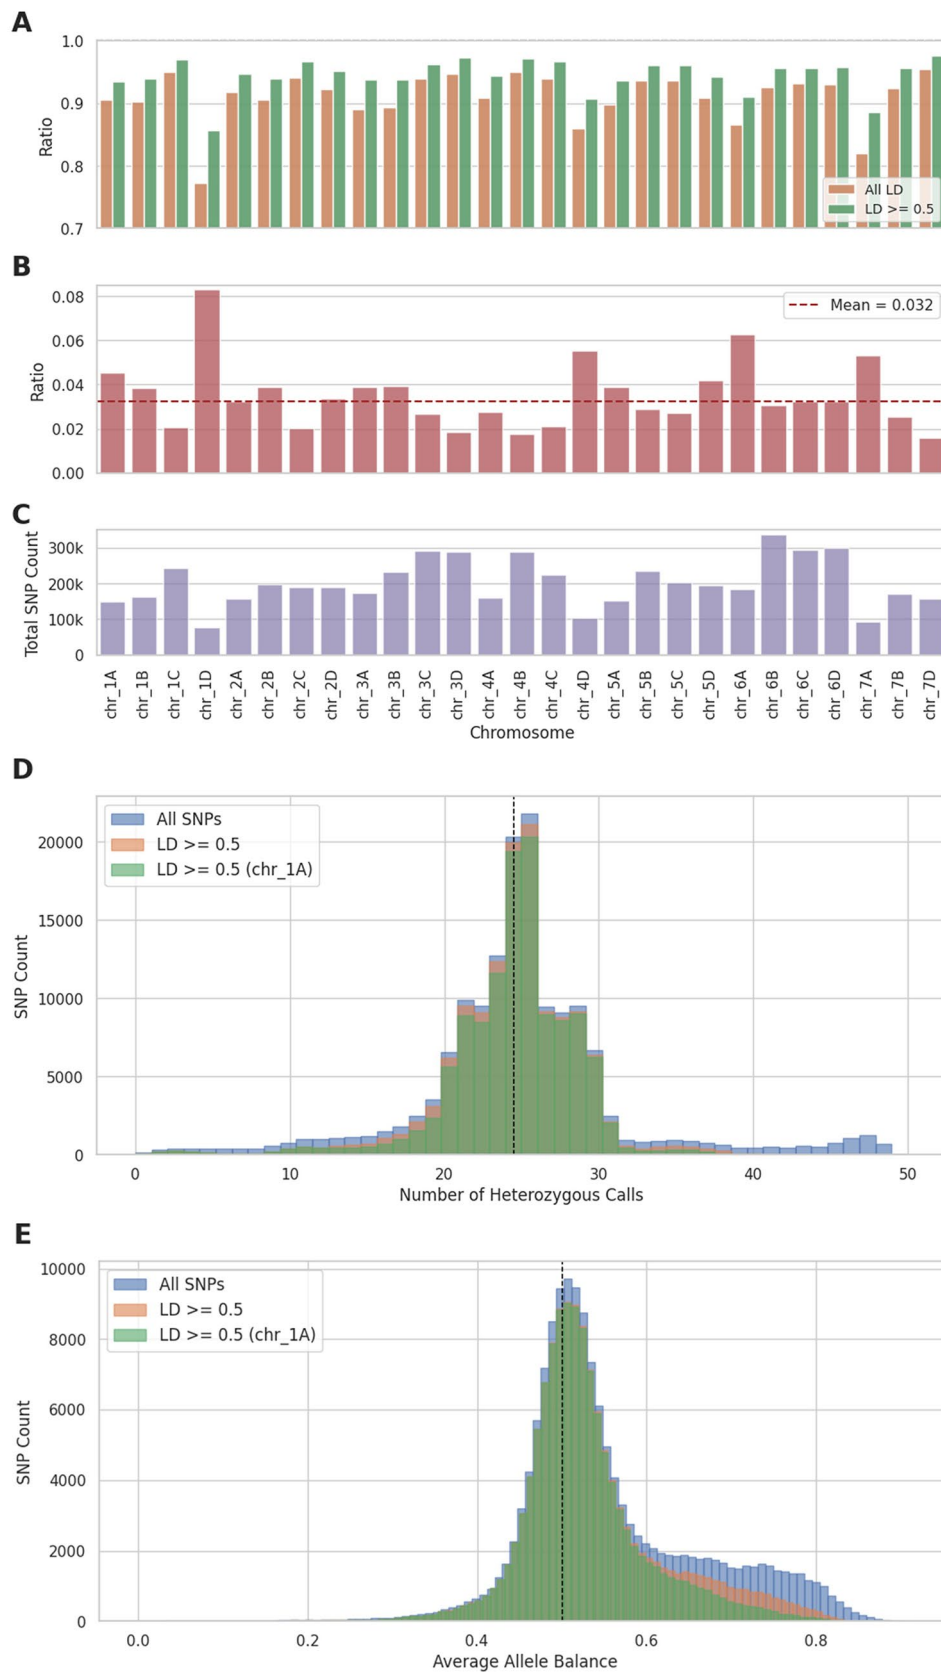 A
1.0
0.9
0.8
0.7
Ratio
All LD
LD >= 0.5
B
0.08
0.06
0.04
0.02
0.00
Ratio
Mean = 0.032
C
300k
200k
100k
0
Total SNP Count
chr_1A chr_1B chr_1C chr_1D chr_2A chr_2B chr_2C chr_2D chr_3A chr_3B chr_3C chr_3D chr_4A chr_4B chr_4C chr_4D chr_5A chr_5B chr_5C chr_5D chr_6A chr_6B chr_6C chr_6D chr_7A chr_7B chr_7D
Chromosome
D
All SNPs
LD >= 0.5
LD >= 0.5 (chr_1A)
20000
15000
10000
5000
0
SNP Count
0 10 20 30 40 50
Number of Heterozygous Calls
E
All SNPs
LD >= 0.5
LD >= 0.5 (chr_1A)
10000
8000
6000
4000
2000
0
SNP Count
0.0 0.2 0.4 0.6 0.8
Average Allele Balance